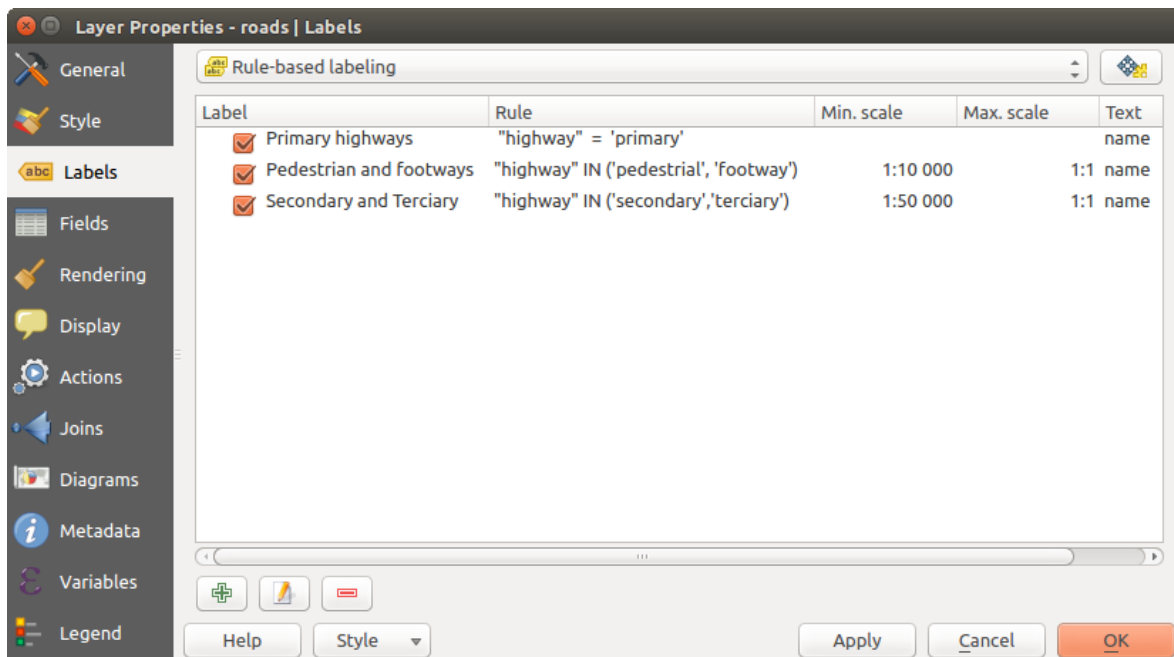 Layer Properties - roads | Labels
General
Style
abc Labels
Fields
Rendering
Display
Actions
Joins
Diagrams
Metadata
Variables
Legend
abc abc Rule-based labeling
Label Rule Min. scale Max. scale Text
Primary highways "highway" = 'primary' name
Pedestrian and footways "highway" IN ('pedestrial', 'footway') 1:10 000 1:1 name
Secondary and Terciary "highway" IN ('secondary','terciary') 1:50 000 1:1 name
Help Style Apply Cancel OK